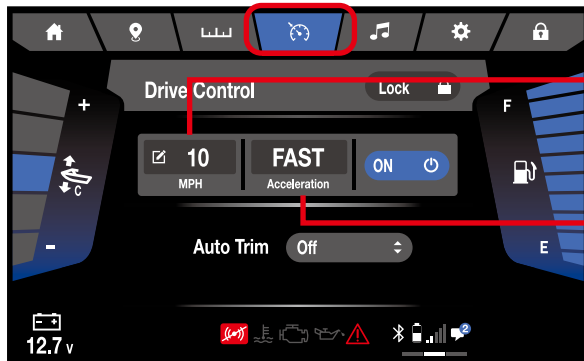 Drive Control
Lock
+
F
10
FAST
ON
MPH
Acceleration
C
-
Auto Trim
Off
E
2
12.7 v